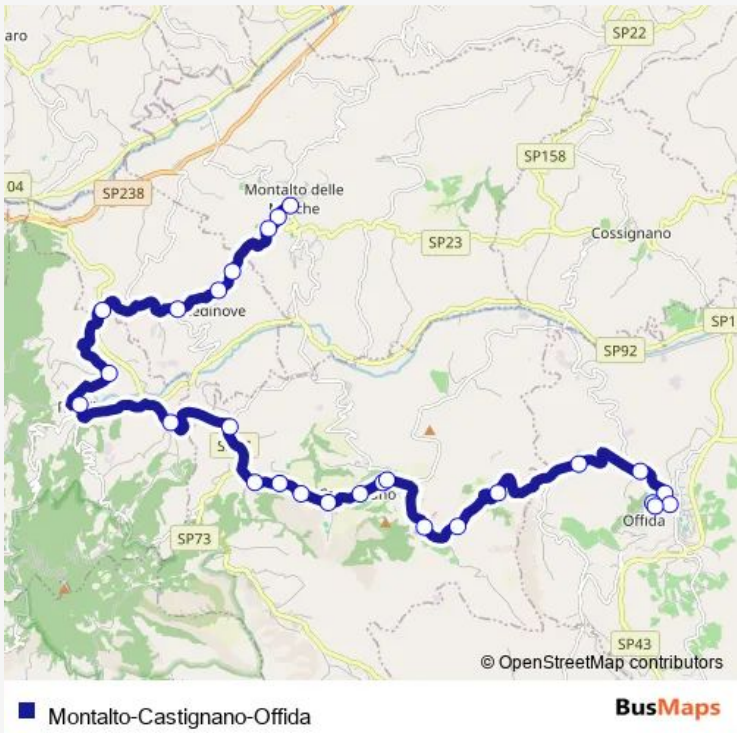 aro
SP22
SP158
04
SP238
Montalto delle
Cossignano
SP23
SP1
SP92
SP73
Offida
SP43
© OpenStreetMap contributors
Montalto-Castignano-Offida
BusMaps